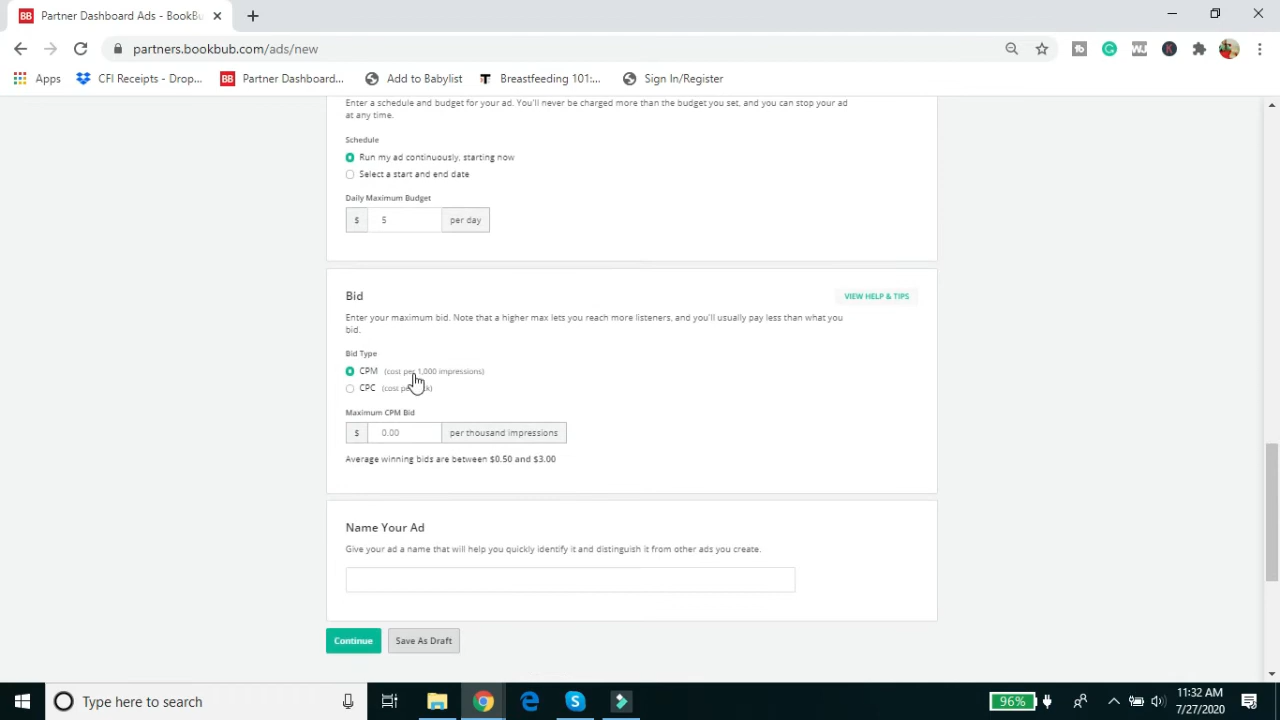 BB Partner Dashboard Ads - BookBu
partners.bookbub.com/ads/new
Apps
CFI Receipts - Drop...
BB Partner Dashboard...
Add to Babylist
T Breastfeeding 101:...
Sign In/Register
Enter a schedule and budget for your ad. You'll never be charged more than the budget you set, and you can stop your ad
at any time.
Schedule
Run my ad continuously, starting now
Select a start and end date
Daily Maximum Budget
$ 5 per day
Bid
VIEW HELP & TIPS
Enter your maximum bid. Note that a higher max lets you reach more listeners, and you'll usually pay less than what you
bid.
Bid Type
CPM (cost per 1,000 impressions)
CPC (cost per
Maximum CPM Bid
$ 0.00 per thousand impressions
Average winning bids are between $0.50 and $3.00
Name Your Ad
Give your ad a name that will help you quickly identify it and distinguish it from other ads you create.
Continue
Save As Draft
Type here to search
96%
11:32 AM
7/27/2020